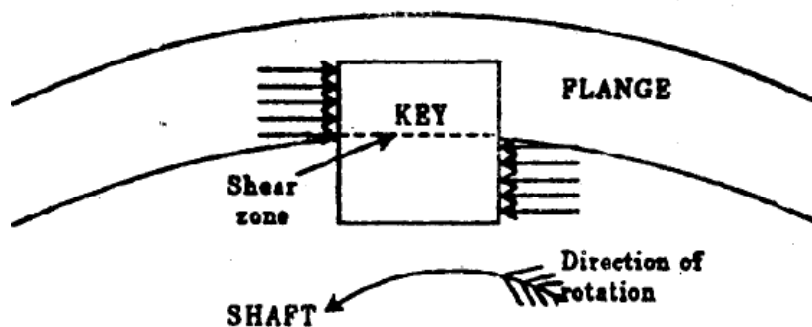 FLANGE
KEY
Shear
zone
Direction of
rotation
SHAFT